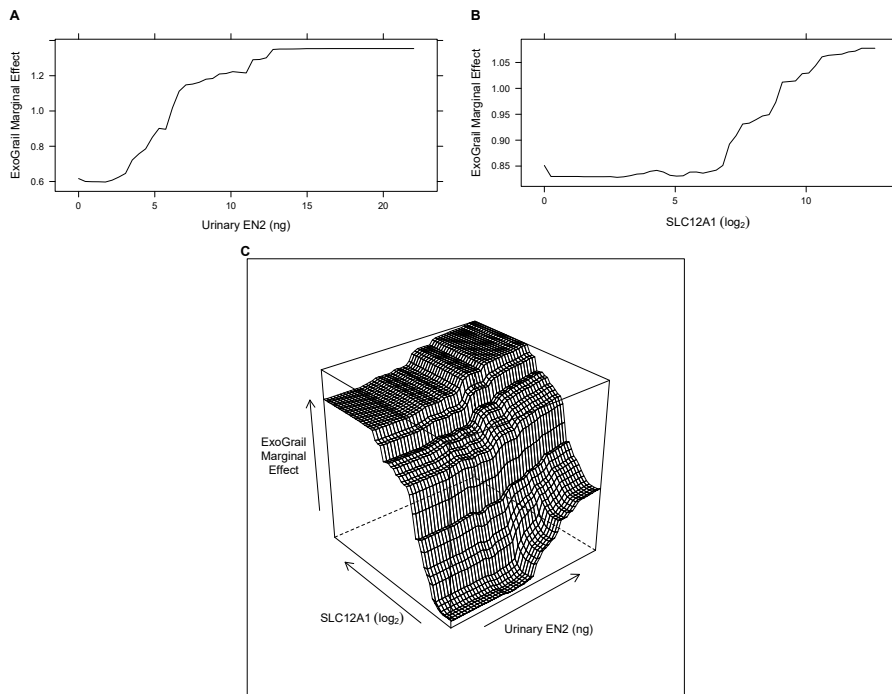 A
ExoGrail Marginal Effect
1.2
1.0
0.8
0.6
0
5
10
15
20
Urinary EN2 (ng)
B
ExoGrail Marginal Effect
1.05
1.00
0.95
0.90
0.85
0
5
10
SLC12A1 (log₂)
C
ExoGrail
Marginal
Effect
SLC12A1 (log₂)
Urinary EN2 (ng)